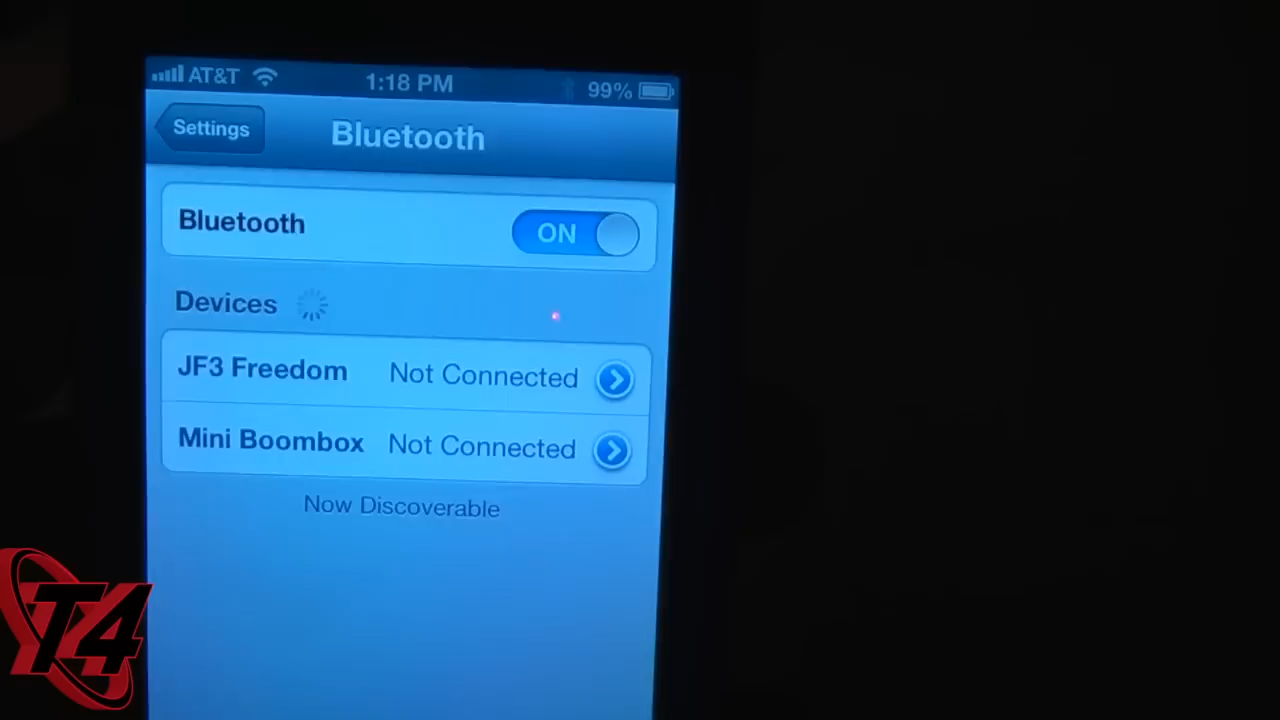 AT&T 1:18 PM 99%
Settings Bluetooth
Bluetooth ON
Devices
JF3 Freedom Not Connected
Mini Boombox Not Connected
Now Discoverable
T4